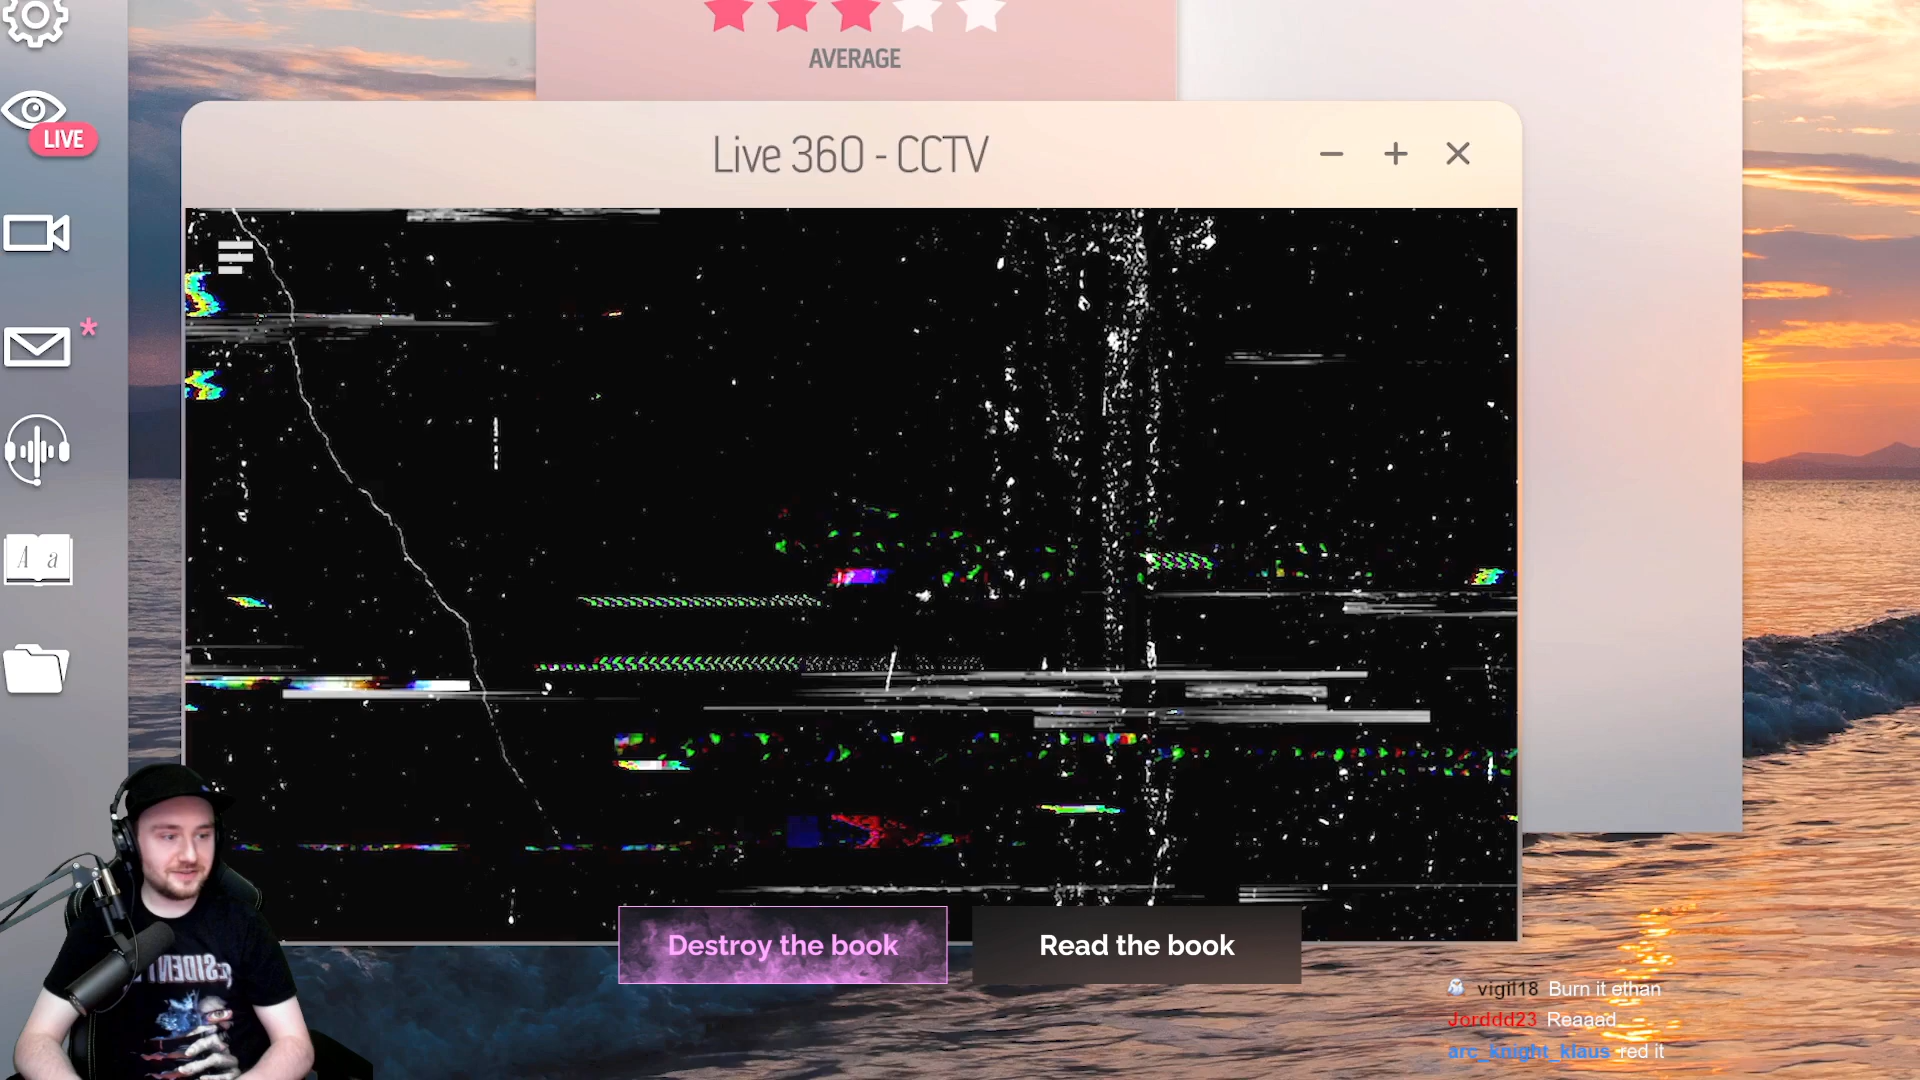 AVERAGE
LIVE
Live 360 - CCTV
A a
Destroy the book
Read the book
vigil18 Burn it ethan
Jorddd23 Reaaad
arc_knight_klaus red it